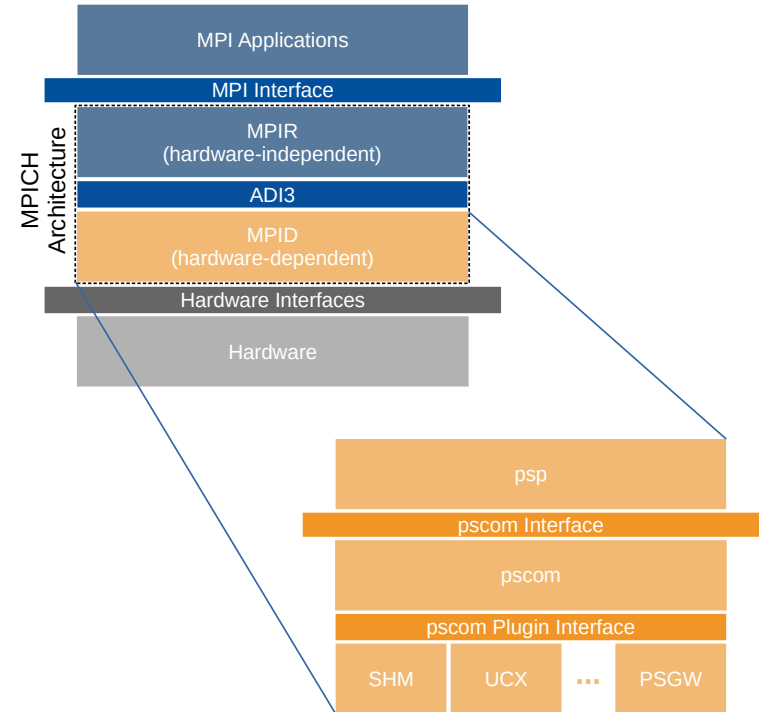 MPI Applications
MPI Interface
MPICH
Architecture
MPIR
(hardware-independent)
ADI3
MPID
(hardware-dependent)
Hardware Interfaces
Hardware
psp
pscom Interface
pscom
pscom Plugin Interface
SHM
UCX
...
PSGW